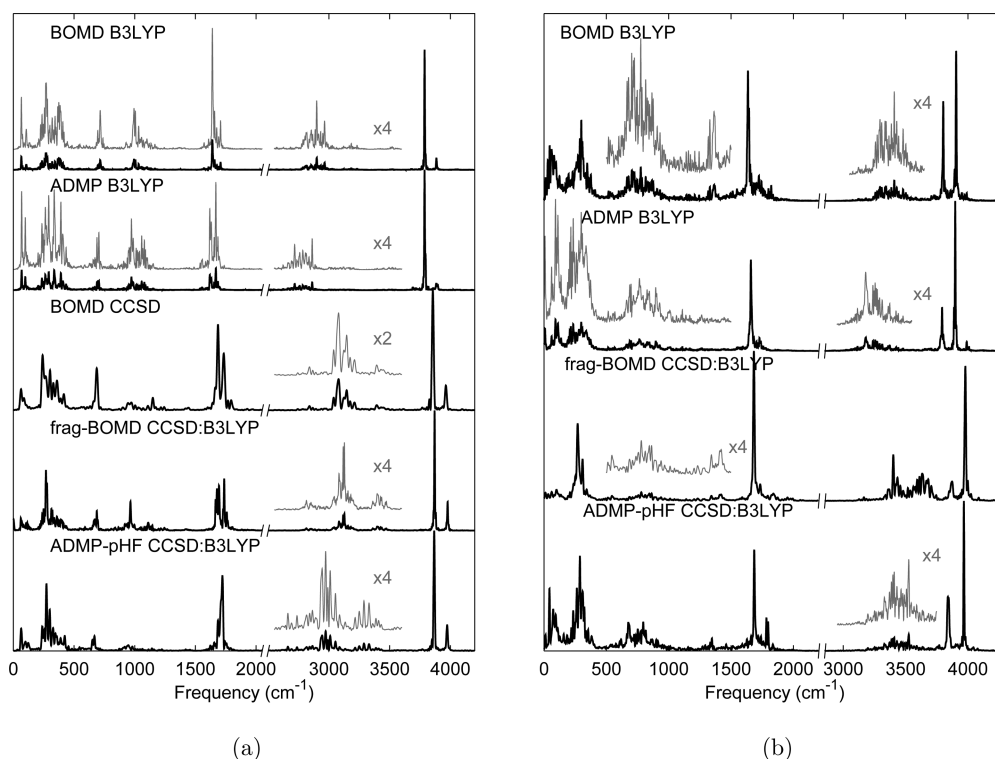 BOMD B3LYP
x4
ADMP B3LYP
x4
BOMD CCSD
x2
frag-BOMD CCSD:B3LYP
x4
ADMP-pHF CCSD:B3LYP
x4
0 500 1000 1500 2000 3000 3500 4000
Frequency (cm-1)
(a)
BOMD B3LYP
x4
ADMP B3LYP
x4
frag-BOMD CCSD:B3LYP
x4
ADMP-pHF CCSD:B3LYP
x4
0 500 1000 1500 2000 3000 3500 4000
Frequency (cm-1)
(b)